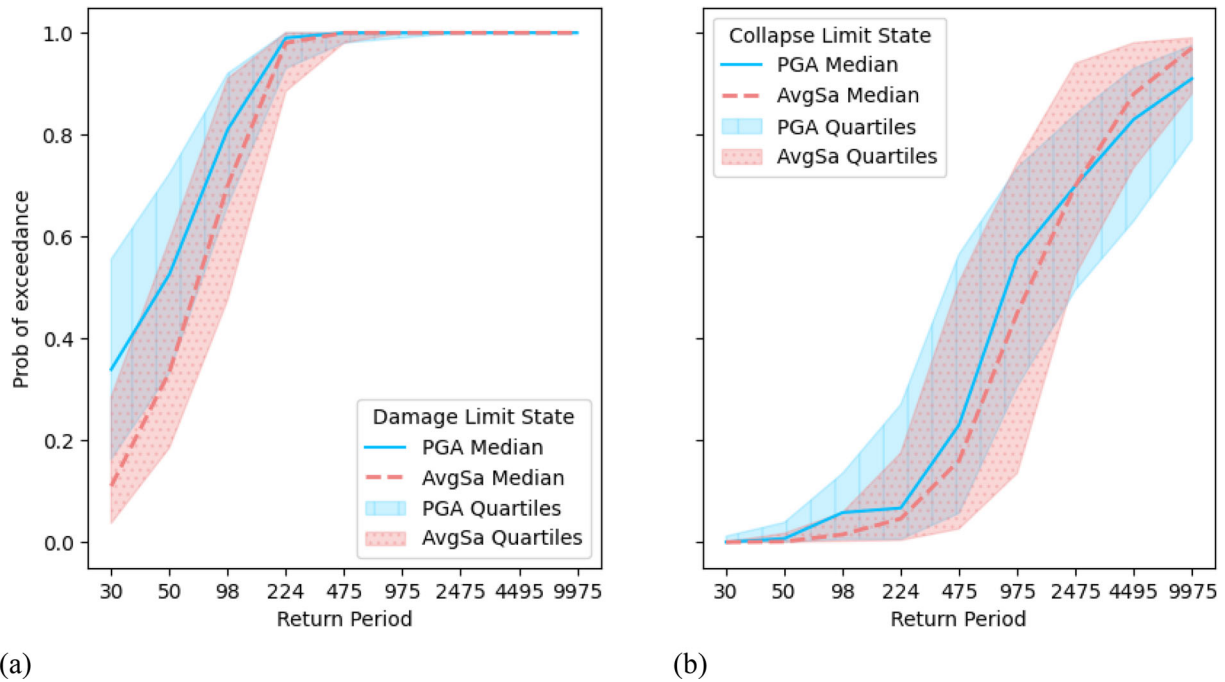 1.0
0.8
0.6
0.4
0.2
0.0
Prob of exceedance
30 50 98 224 475 975 2475 4495 9975
Return Period
Damage Limit State
PGA Median
AvgSa Median
PGA Quartiles
AvgSa Quartiles
(a)
Collapse Limit State
PGA Median
AvgSa Median
PGA Quartiles
AvgSa Quartiles
30 50 98 224 475 975 2475 4495 9975
Return Period
(b)